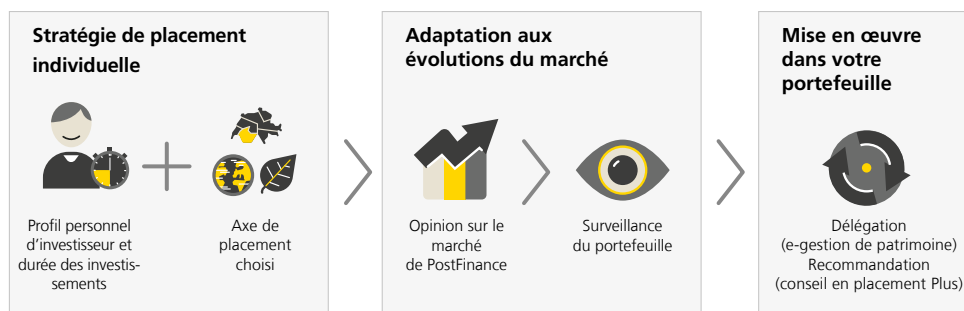 Stratégie de placement
individuelle
Profil personnel
d'investisseur et
durée des investis-
sements
Axe de
placement
choisi
Adaptation aux
évolutions du marché
Opinion sur le
marché
de PostFinance
Surveillance
du portefeuille
Mise en œuvre
dans votre
portefeuille
Délégation
(e-gestion de patrimoine)
Recommandation
(conseil en placement Plus)